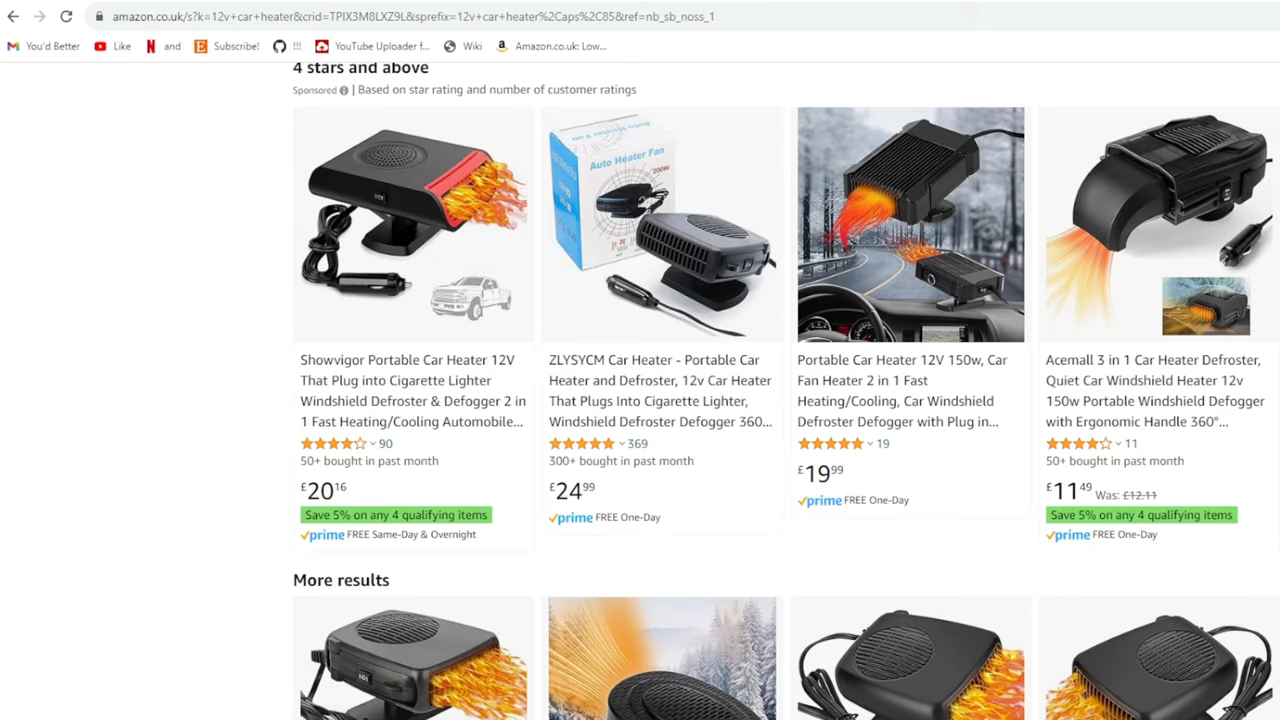 amazon.co.uk/s?k=12v+car+heater&crid=TPIX3M8LXZ9L&sprefix=12v+car+heater%2Caps%2C85&ref=nb_sb_noss_1
You'd Better Like and Subscribe! !!! YouTube Uploader f... Wiki Amazon.co.uk: Low...
4 stars and above
Sponsored | Based on star rating and number of customer ratings
Auto Heater Fan
200W
Showvigor Portable Car Heater 12V
That Plug into Cigarette Lighter
Windshield Defroster & Defogger 2 in
1 Fast Heating/Cooling Automobile...
90
50+ bought in past month
£2016
Save 5% on any 4 qualifying items
prime FREE Same-Day & Overnight
ZLYSYCM Car Heater - Portable Car
Heater and Defroster, 12v Car Heater
That Plugs Into Cigarette Lighter,
Windshield Defroster Defogger 360...
369
300+ bought in past month
£2499
prime FREE One-Day
Portable Car Heater 12V 150w, Car
Fan Heater 2 in 1 Fast
Heating/Cooling, Car Windshield
Defroster Defogger with Plug in...
19
£1999
prime FREE One-Day
Acemall 3 in 1 Car Heater Defroster,
Quiet Car Windshield Heater 12v
150w Portable Windshield Defogger
with Ergonomic Handle 360°...
11
50+ bought in past month
£1149 Was: £12.11
Save 5% on any 4 qualifying items
prime FREE One-Day
More results